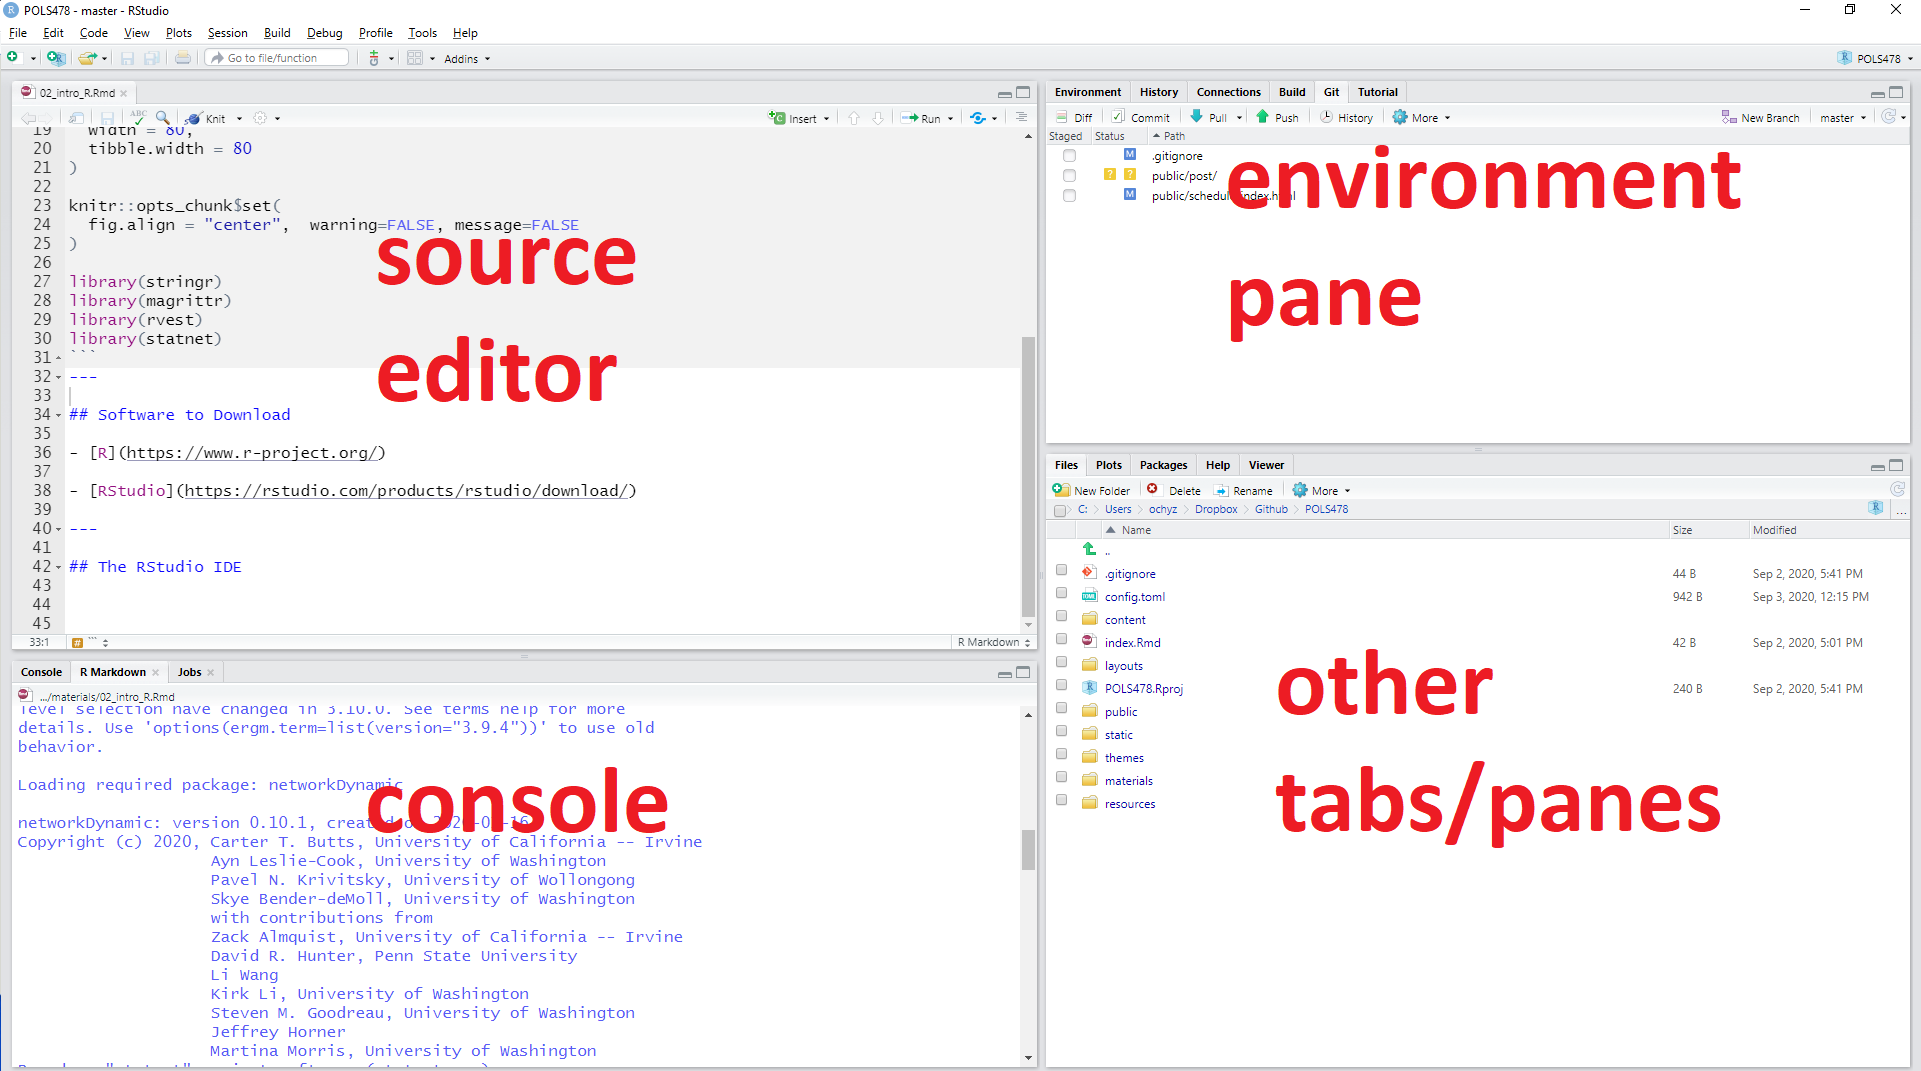 POLS478 - master - RStudio
File Edit Code View Plots Session Build Debug Profile Tools Help
Go to file/function Addins POLS478
02_intro_R.Rmd
ABC Knit Insert Run
19 width = 80,
20 tibble.width = 80
21 )
22
23 knitr::opts_chunk$set(
24 fig.align = "center", warning=FALSE, message=FALSE
25 )
26
27 library(stringr)
28 library(magrittr)
29 library(rvest)
30 library(statnet)
31 ```
32 ---
33
34 ## Software to Download
35
36 - [R](https://www.r-project.org/)
37
38 - [RStudio](https://rstudio.com/products/rstudio/download/)
39
40 ---
41
42 ## The RStudio IDE
43
44
45
33:1 # ``` R Markdown
source
editor
Console R Markdown Jobs
.../materials/02_intro_R.Rmd
level selection have changed in 3.10.0. See terms help for more
details. Use 'options(ergm.term=list(version="3.9.4"))' to use old
behavior.
Loading required package: networkDynamic
networkDynamic: version 0.10.1, created on
Copyright (c) 2020, Carter T. Butts, University of California -- Irvine
Ayn Leslie-Cook, University of Washington
Pavel N. Krivitsky, University of Wollongong
Skye Bender-deMoll, University of Washington
with contributions from
Zack Almquist, University of California -- Irvine
David R. Hunter, Penn State University
Li Wang
Kirk Li, University of Washington
Steven M. Goodreau, University of Washington
Jeffrey Horner
Martina Morris, University of Washington
console
Environment History Connections Build Git Tutorial
Diff Commit Pull Push History More New Branch master
Staged Status Path
M .gitignore
? ? public/post/
M public/schedule/index.html
environment
pane
Files Plots Packages Help Viewer
New Folder Delete Rename More
C: Users ochyz Dropbox Github POLS478 ...
Name Size Modified
..
.gitignore 44 B Sep 2, 2020, 5:41 PM
config.toml 942 B Sep 3, 2020, 12:15 PM
content
index.Rmd 42 B Sep 2, 2020, 5:01 PM
layouts
POLS478.Rproj 240 B Sep 2, 2020, 5:41 PM
public
static
themes
materials
resources
other
tabs/panes